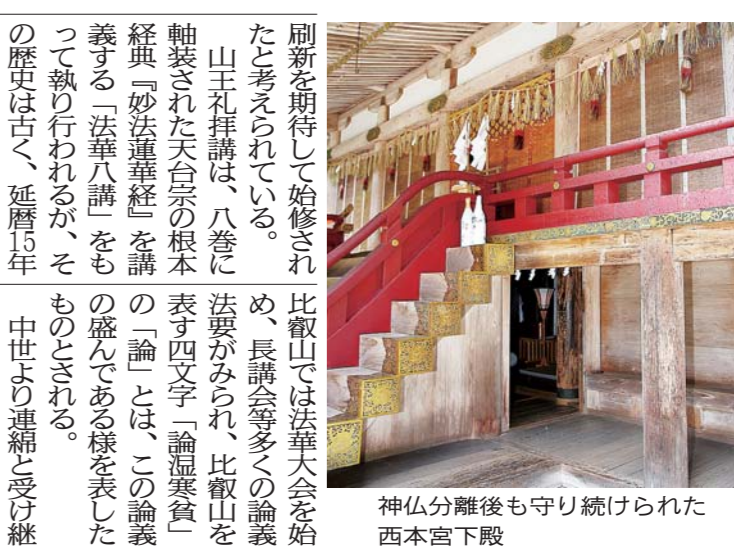 刷新を期待して始修され
たと考えられている。
山王礼拝講は、八巻に
軸装された天台宗の根本
経典『妙法蓮華経』を講
義する「法華八講」をも
って執り行われるが、そ
の歴史は古く、延暦15年
比叡山では法華大会を始
め、長講会等多くの論義
法要がみられ、比叡山を
表す四文字「論湿寒貧」
の「論」とは、この論義
の盛んである様を表した
ものとされる。
中世より連綿と受け継
神仏分離後も守り続けられた
西本宮下殿